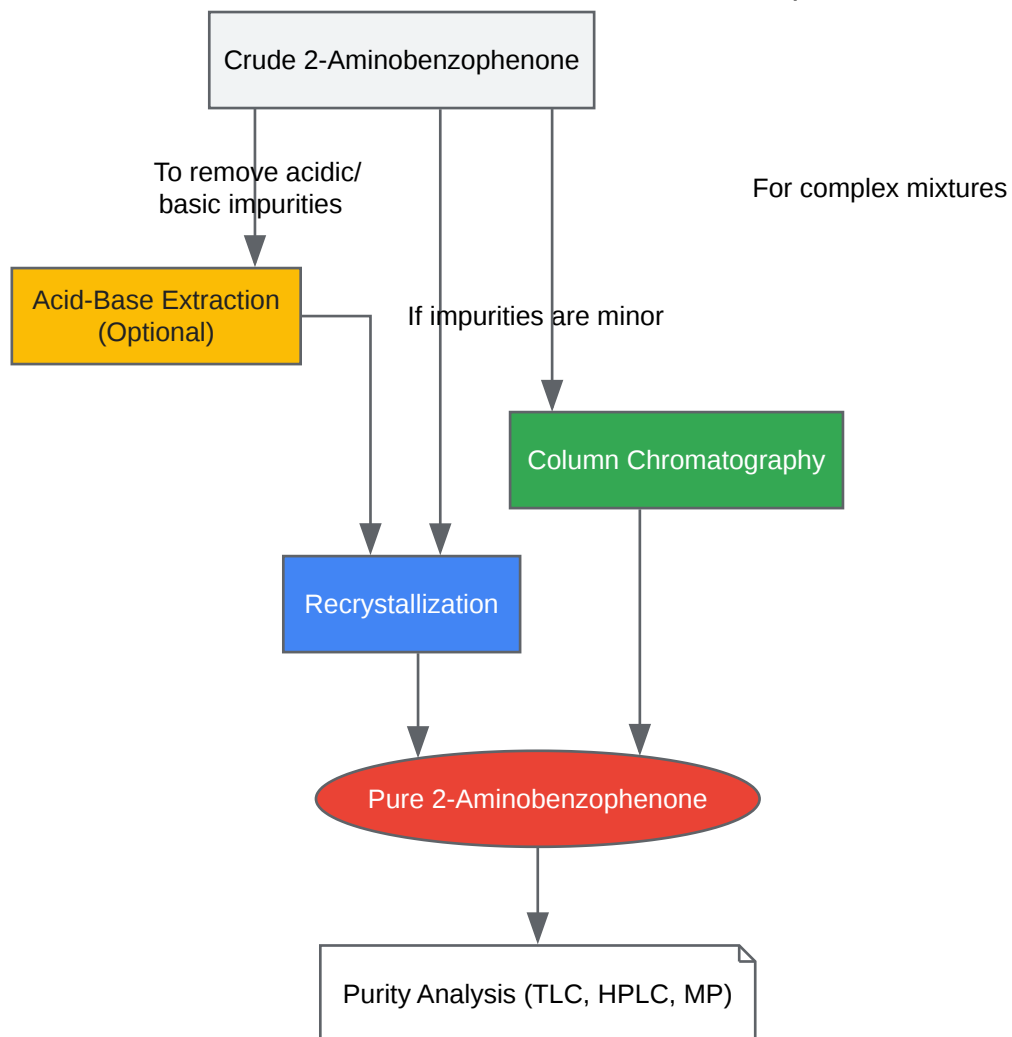 Crude 2-Aminobenzophenone
To remove acidic/
basic impurities
For complex mixtures
Acid-Base Extraction
(Optional)
If impurities are minor
Column Chromatography
Recrystallization
Pure 2-Aminobenzophenone
Purity Analysis (TLC, HPLC, MP)